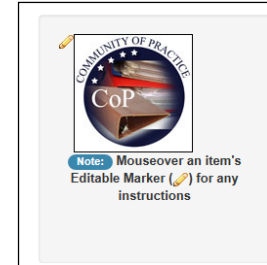 COMMUNITY OF PRACTICE
CoP
Note: Mouseover an item's
Editable Marker () for any
instructions